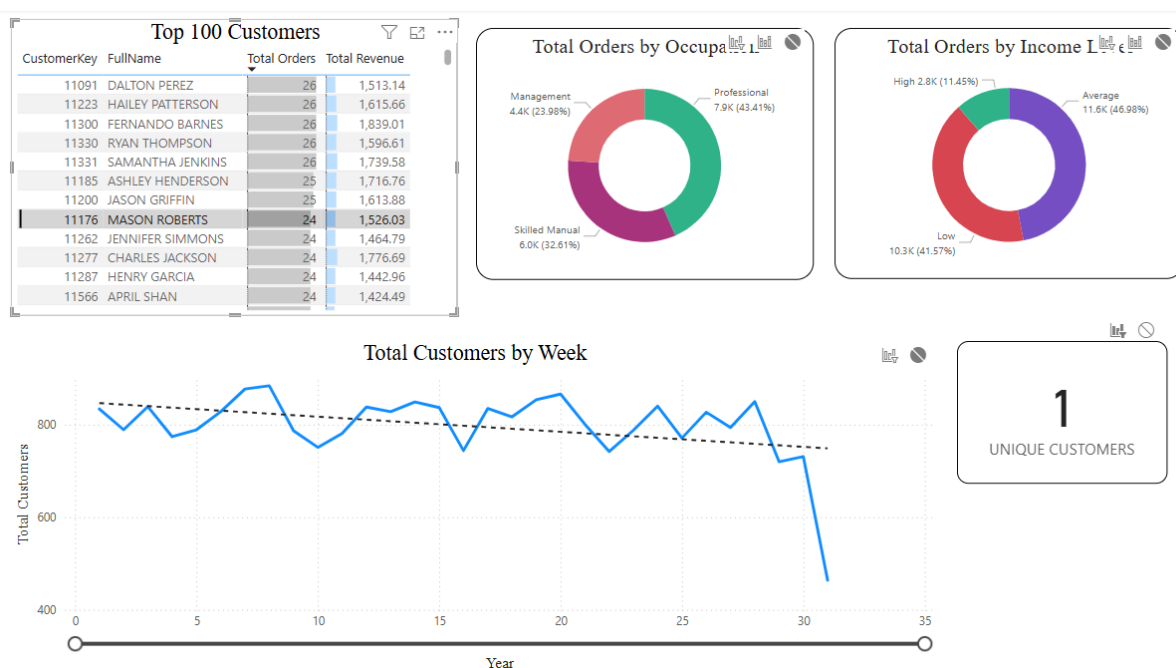 Top 100 Customers
CustomerKey FullName Total Orders Total Revenue
11091 DALTON PEREZ 26 1,513.14
11223 HAILEY PATTERSON 26 1,615.66
11300 FERNANDO BARNES 26 1,839.01
11330 RYAN THOMPSON 26 1,596.61
11331 SAMANTHA JENKINS 26 1,739.58
11185 ASHLEY HENDERSON 25 1,716.76
11200 JASON GRIFFIN 25 1,613.88
11176 MASON ROBERTS 24 1,526.03
11262 JENNIFER SIMMONS 24 1,464.79
11277 CHARLES JACKSON 24 1,776.69
11287 HENRY GARCIA 24 1,442.96
11566 APRIL SHAN 24 1,424.49
Total Orders by
Management
4.4K (23.98%)
Professional
7.9K (43.41%)
Skilled Manual
6.0K (32.61%)
Total Orders by Income
High 2.8K (11.45%)
Average
11.6K (46.98%)
Low
10.3K (41.57%)
Total Customers by Week
Total Customers
800
600
400
0 5 10 15 20 25 30 35
Year
1
UNIQUE CUSTOMERS